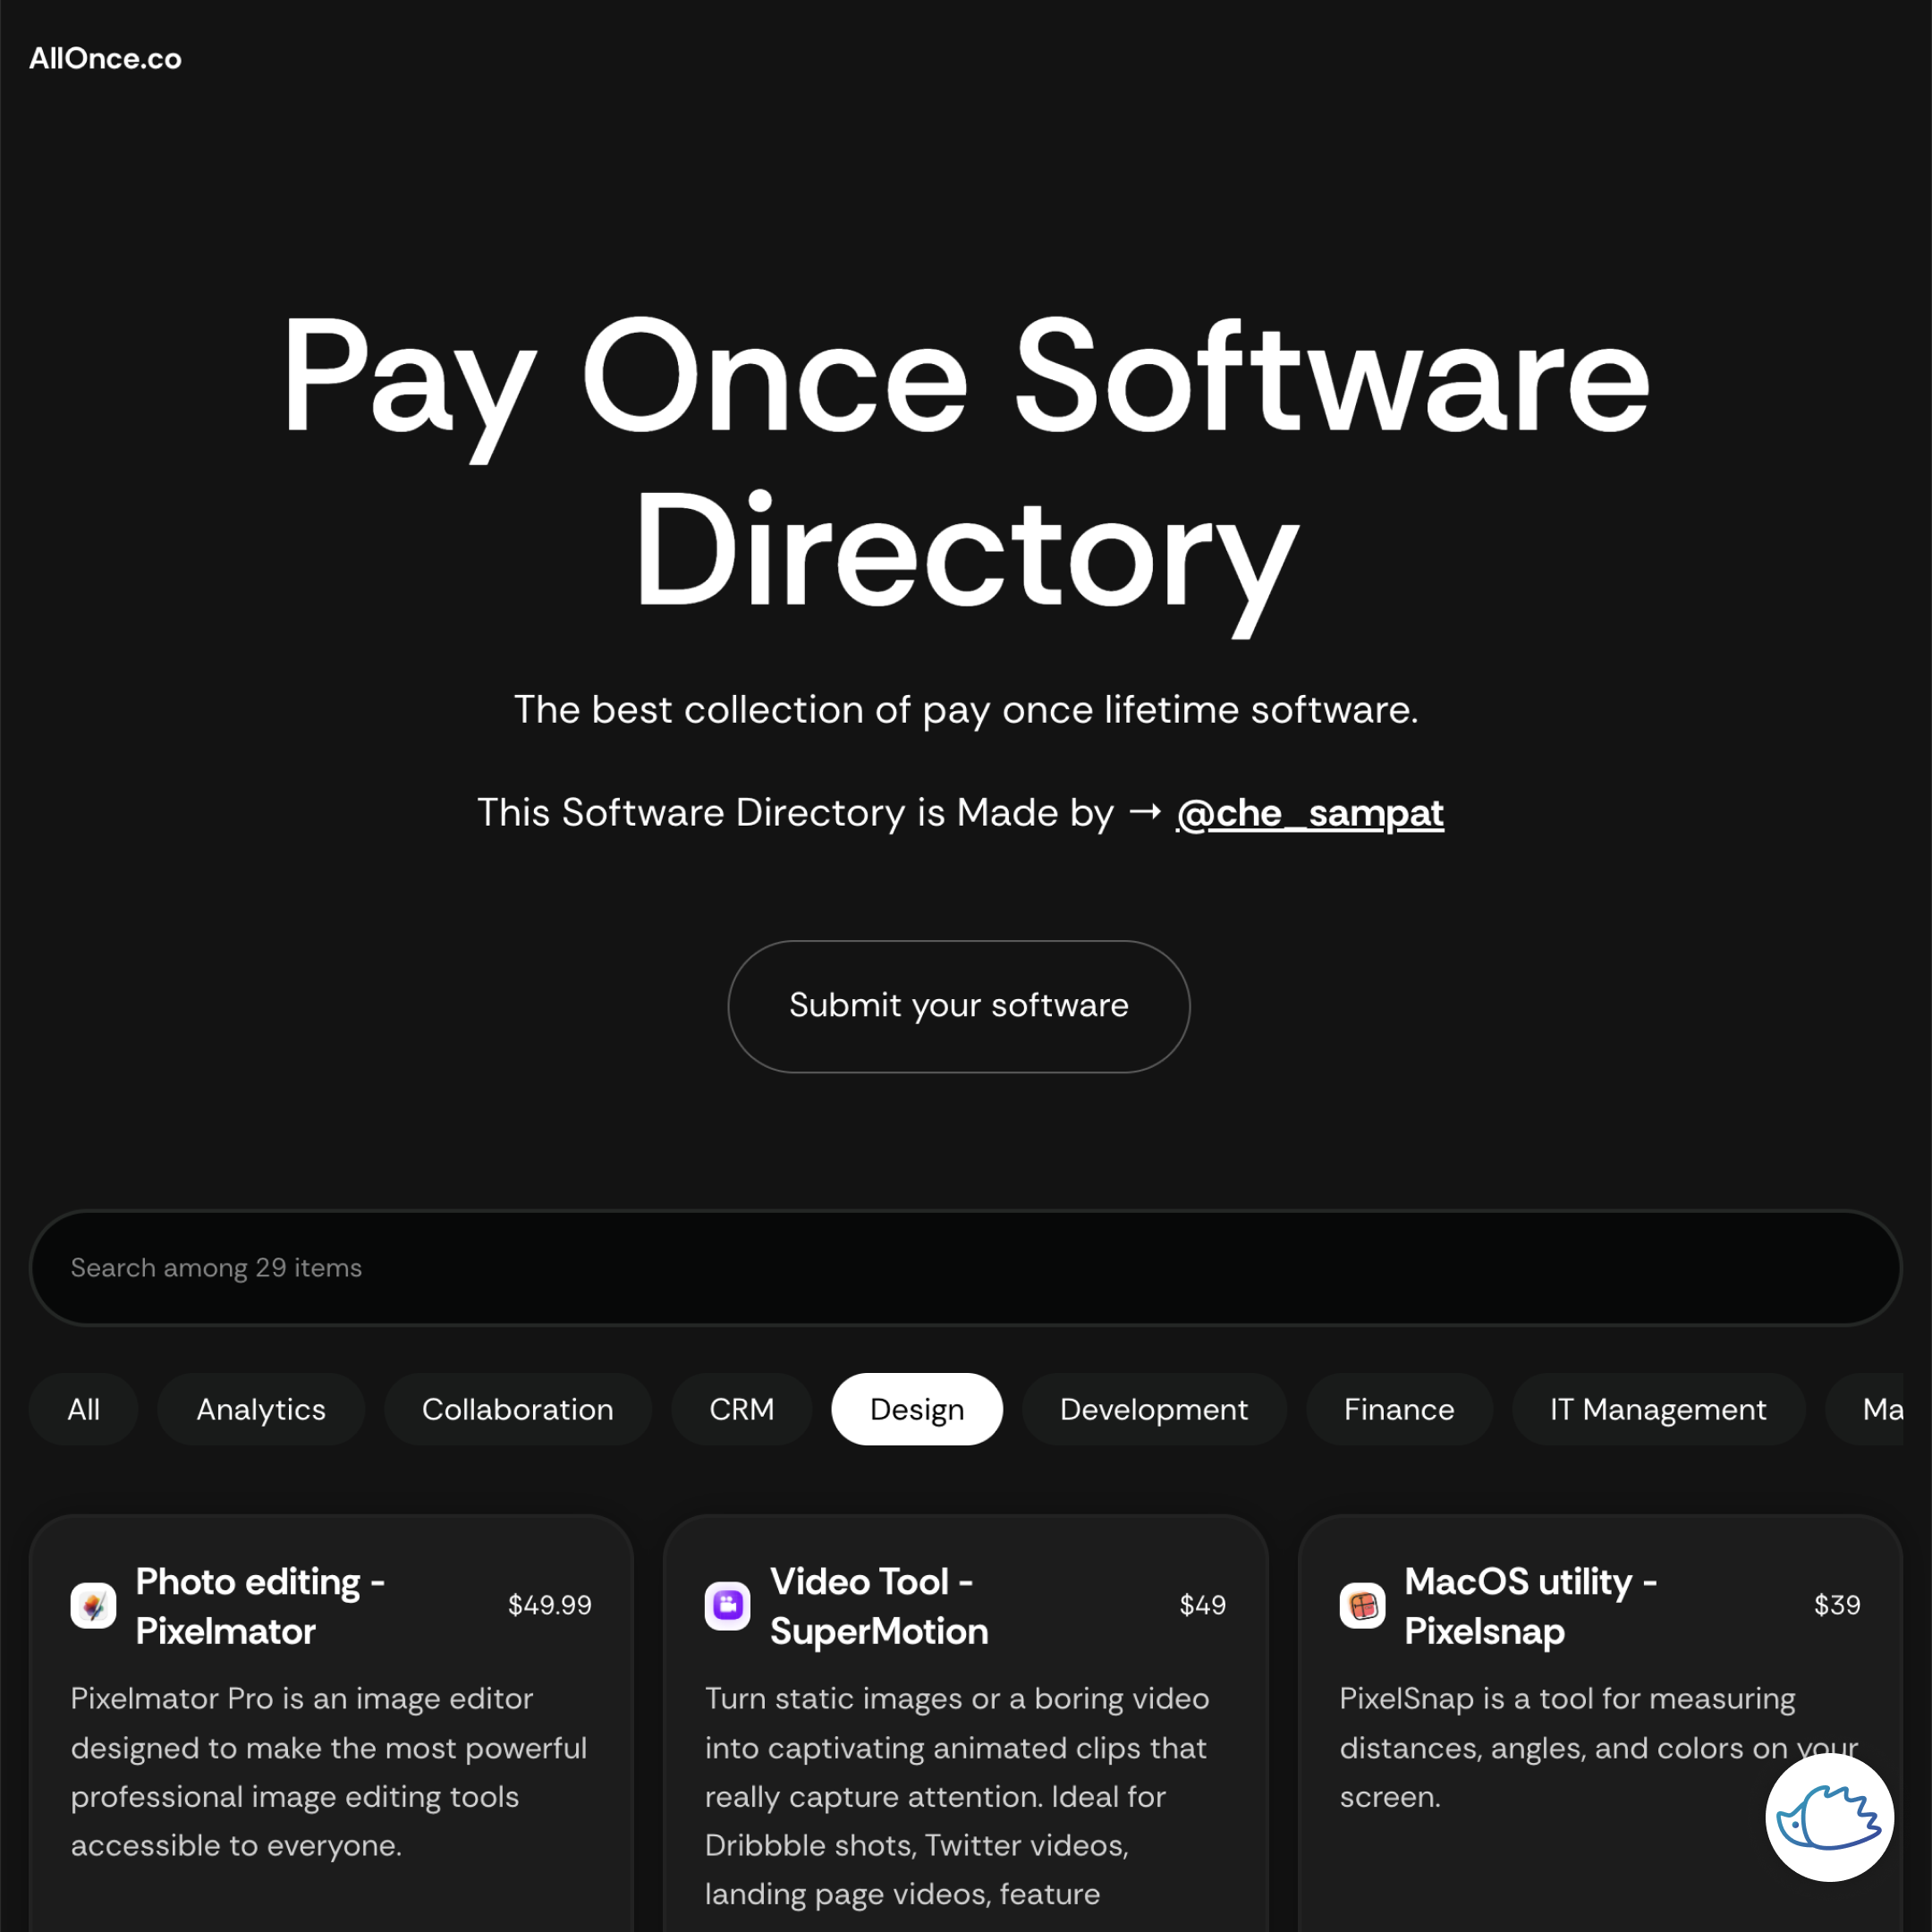 AllOnce.co
Pay Once Software
Directory
The best collection of pay once lifetime software.
This Software Directory is Made by → @che_sampat
Submit your software
Search among 29 items
All Analytics Collaboration CRM Design Development Finance IT Management Ma
Photo editing -
Pixelmator
$49.99
Pixelmator Pro is an image editor
designed to make the most powerful
professional image editing tools
accessible to everyone.
Video Tool -
SuperMotion
$49
Turn static images or a boring video
into captivating animated clips that
really capture attention. Ideal for
Dribbble shots, Twitter videos,
landing page videos, feature
MacOS utility -
Pixelsnap
$39
PixelSnap is a tool for measuring
distances, angles, and colors on your
screen.